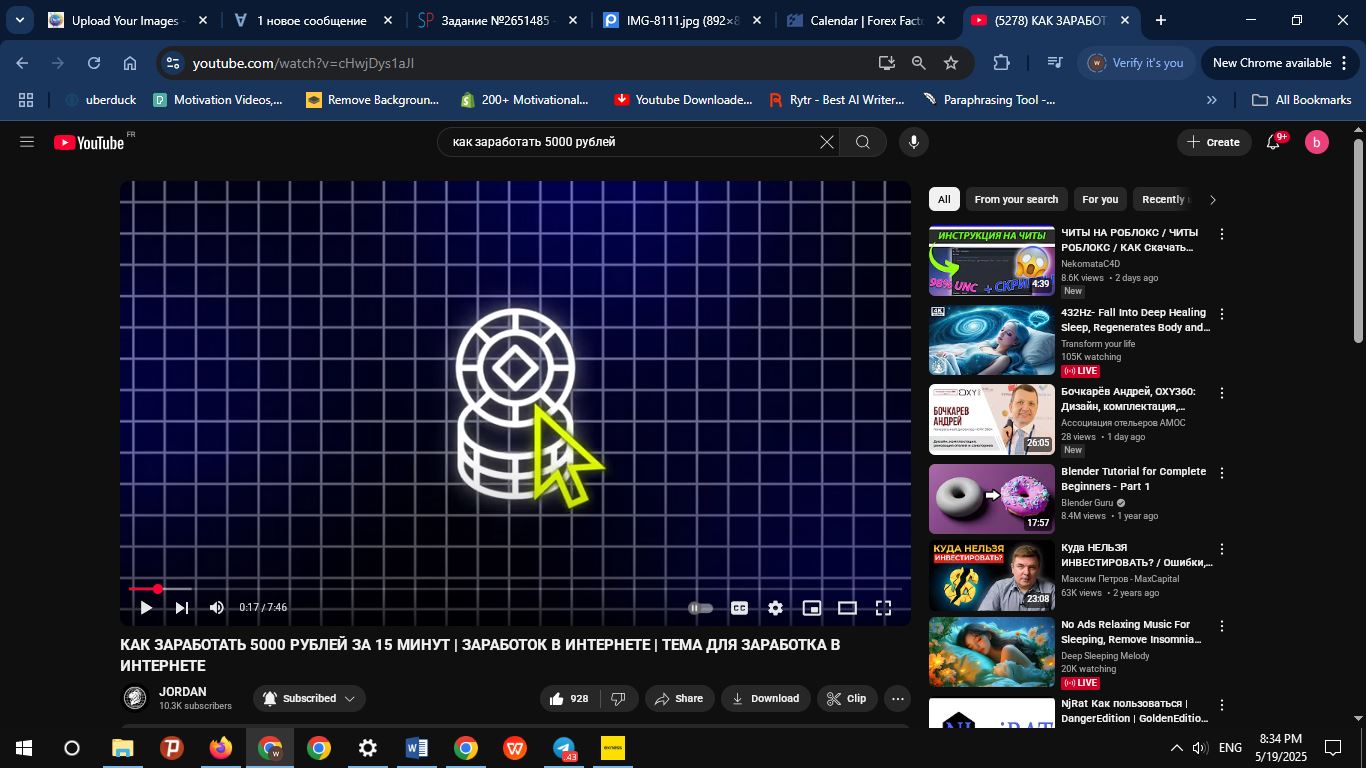 Upload Your Images -
1 новое сообщение
Задание №2651485 -
IMG-8111.jpg (892×8
Calendar | Forex Facto
(5278) КАК ЗАРАБОТ
youtube.com/watch?v=cHwjDys1aJI
Verify it's you
New Chrome available
uberduck
Motivation Videos,...
Remove Backgroun...
200+ Motivational...
Youtube Downloade...
Rytr - Best AI Writer...
Paraphrasing Tool -...
All Bookmarks
YouTube FR
как заработать 5000 рублей
Create
9+
b
All
From your search
For you
Recently u
ИНСТРУКЦИЯ НА ЧИТЫ
98% UNC + СКРИ
4:39
ЧИТЫ НА РОБЛОКС / ЧИТЫ
РОБЛОКС / КАК Скачать...
NekomataC4D
8.6K views • 2 days ago
New
4K
432Hz- Fall Into Deep Healing
Sleep, Regenerates Body and...
Transform your life
105K watching
LIVE
OXY
БОЧКАРЕВ
АНДРЕЙ
26:05
Бочкарёв Андрей, OXY360:
Дизайн, комплектация,...
Ассоциация отельеров АМОС
28 views • 1 day ago
New
17:57
Blender Tutorial for Complete
Beginners - Part 1
Blender Guru
8.4M views • 1 year ago
КУДА НЕЛЬЗЯ
ИНВЕСТИРОВАТЬ?
23:08
Куда НЕЛЬЗЯ
ИНВЕСТИРОВАТЬ? / Ошибки,...
Максим Петров - MaxCapital
63K views • 2 years ago
No Ads Relaxing Music For
Sleeping, Remove Insomnia...
Deep Sleeping Melody
20K watching
LIVE
NjRat Как пользоваться |
DangerEdition | GoldenEditio...
0:17 / 7:46
CC
КАК ЗАРАБОТАТЬ 5000 РУБЛЕЙ ЗА 15 МИНУТ | ЗАРАБОТОК В ИНТЕРНЕТЕ | ТЕМА ДЛЯ ЗАРАБОТКА В
ИНТЕРНЕТЕ
JORDAN
10.3K subscribers
Subscribed
928
Share
Download
Clip
.43
exness
ENG
8:34 PM
5/19/2025